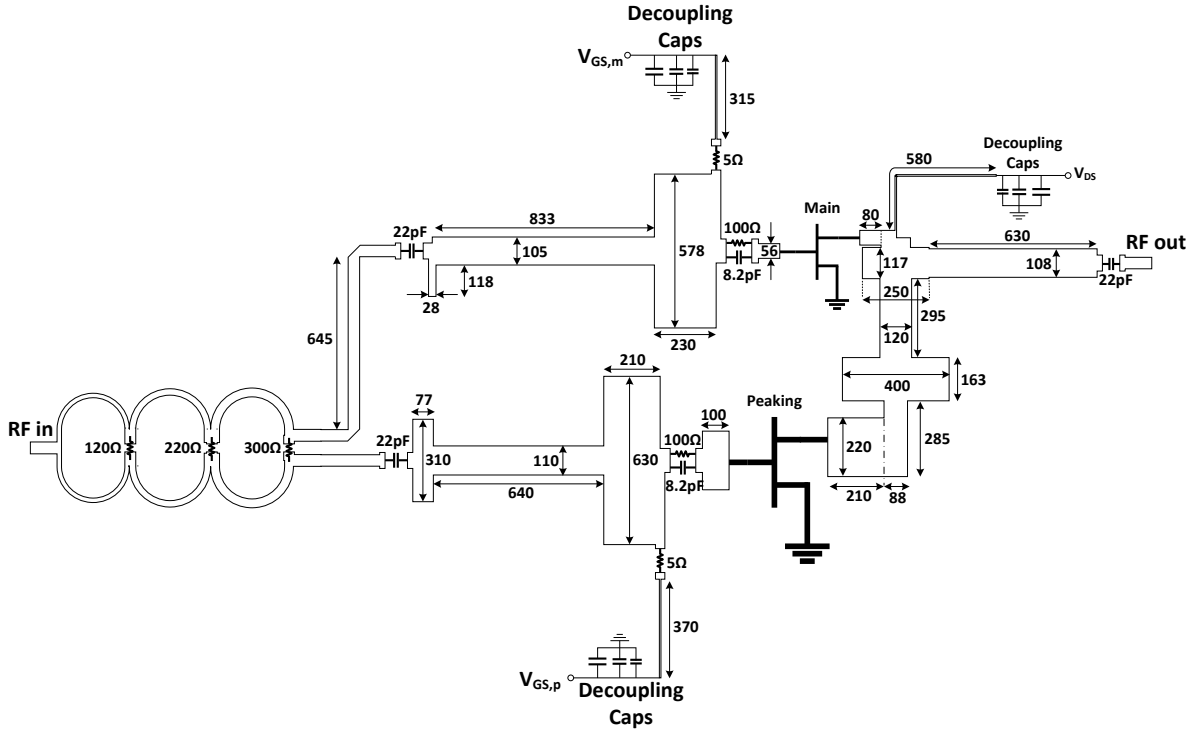 Decoupling
Caps
V_GS,m
315
5Ω
Decoupling
Caps
580
V_DS
Main
80
833
22pF
105
578
100Ω
56
8.2pF
630
RF out
117
108
22pF
118
28
250
295
120
645
230
210
400
163
77
Peaking
100
RF in
120Ω
220Ω
300Ω
22pF
310
110
630
100Ω
8.2pF
220
285
640
210
88
5Ω
370
V_GS,p
Decoupling
Caps